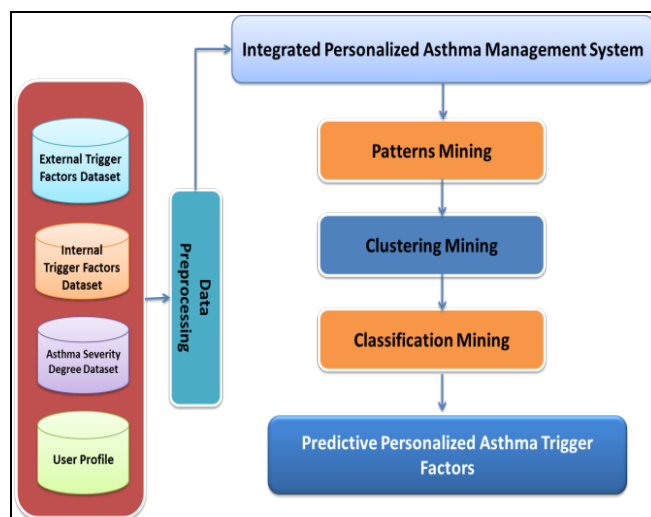 Integrated Personalized Asthma Management System
External Trigger
Factors Dataset
Internal
Trigger Factors
Dataset
Asthma Severity
Degree Dataset
User Profile
Data
Preprocessing
Patterns Mining
Clustering Mining
Classification Mining
Predictive Personalized Asthma Trigger
Factors